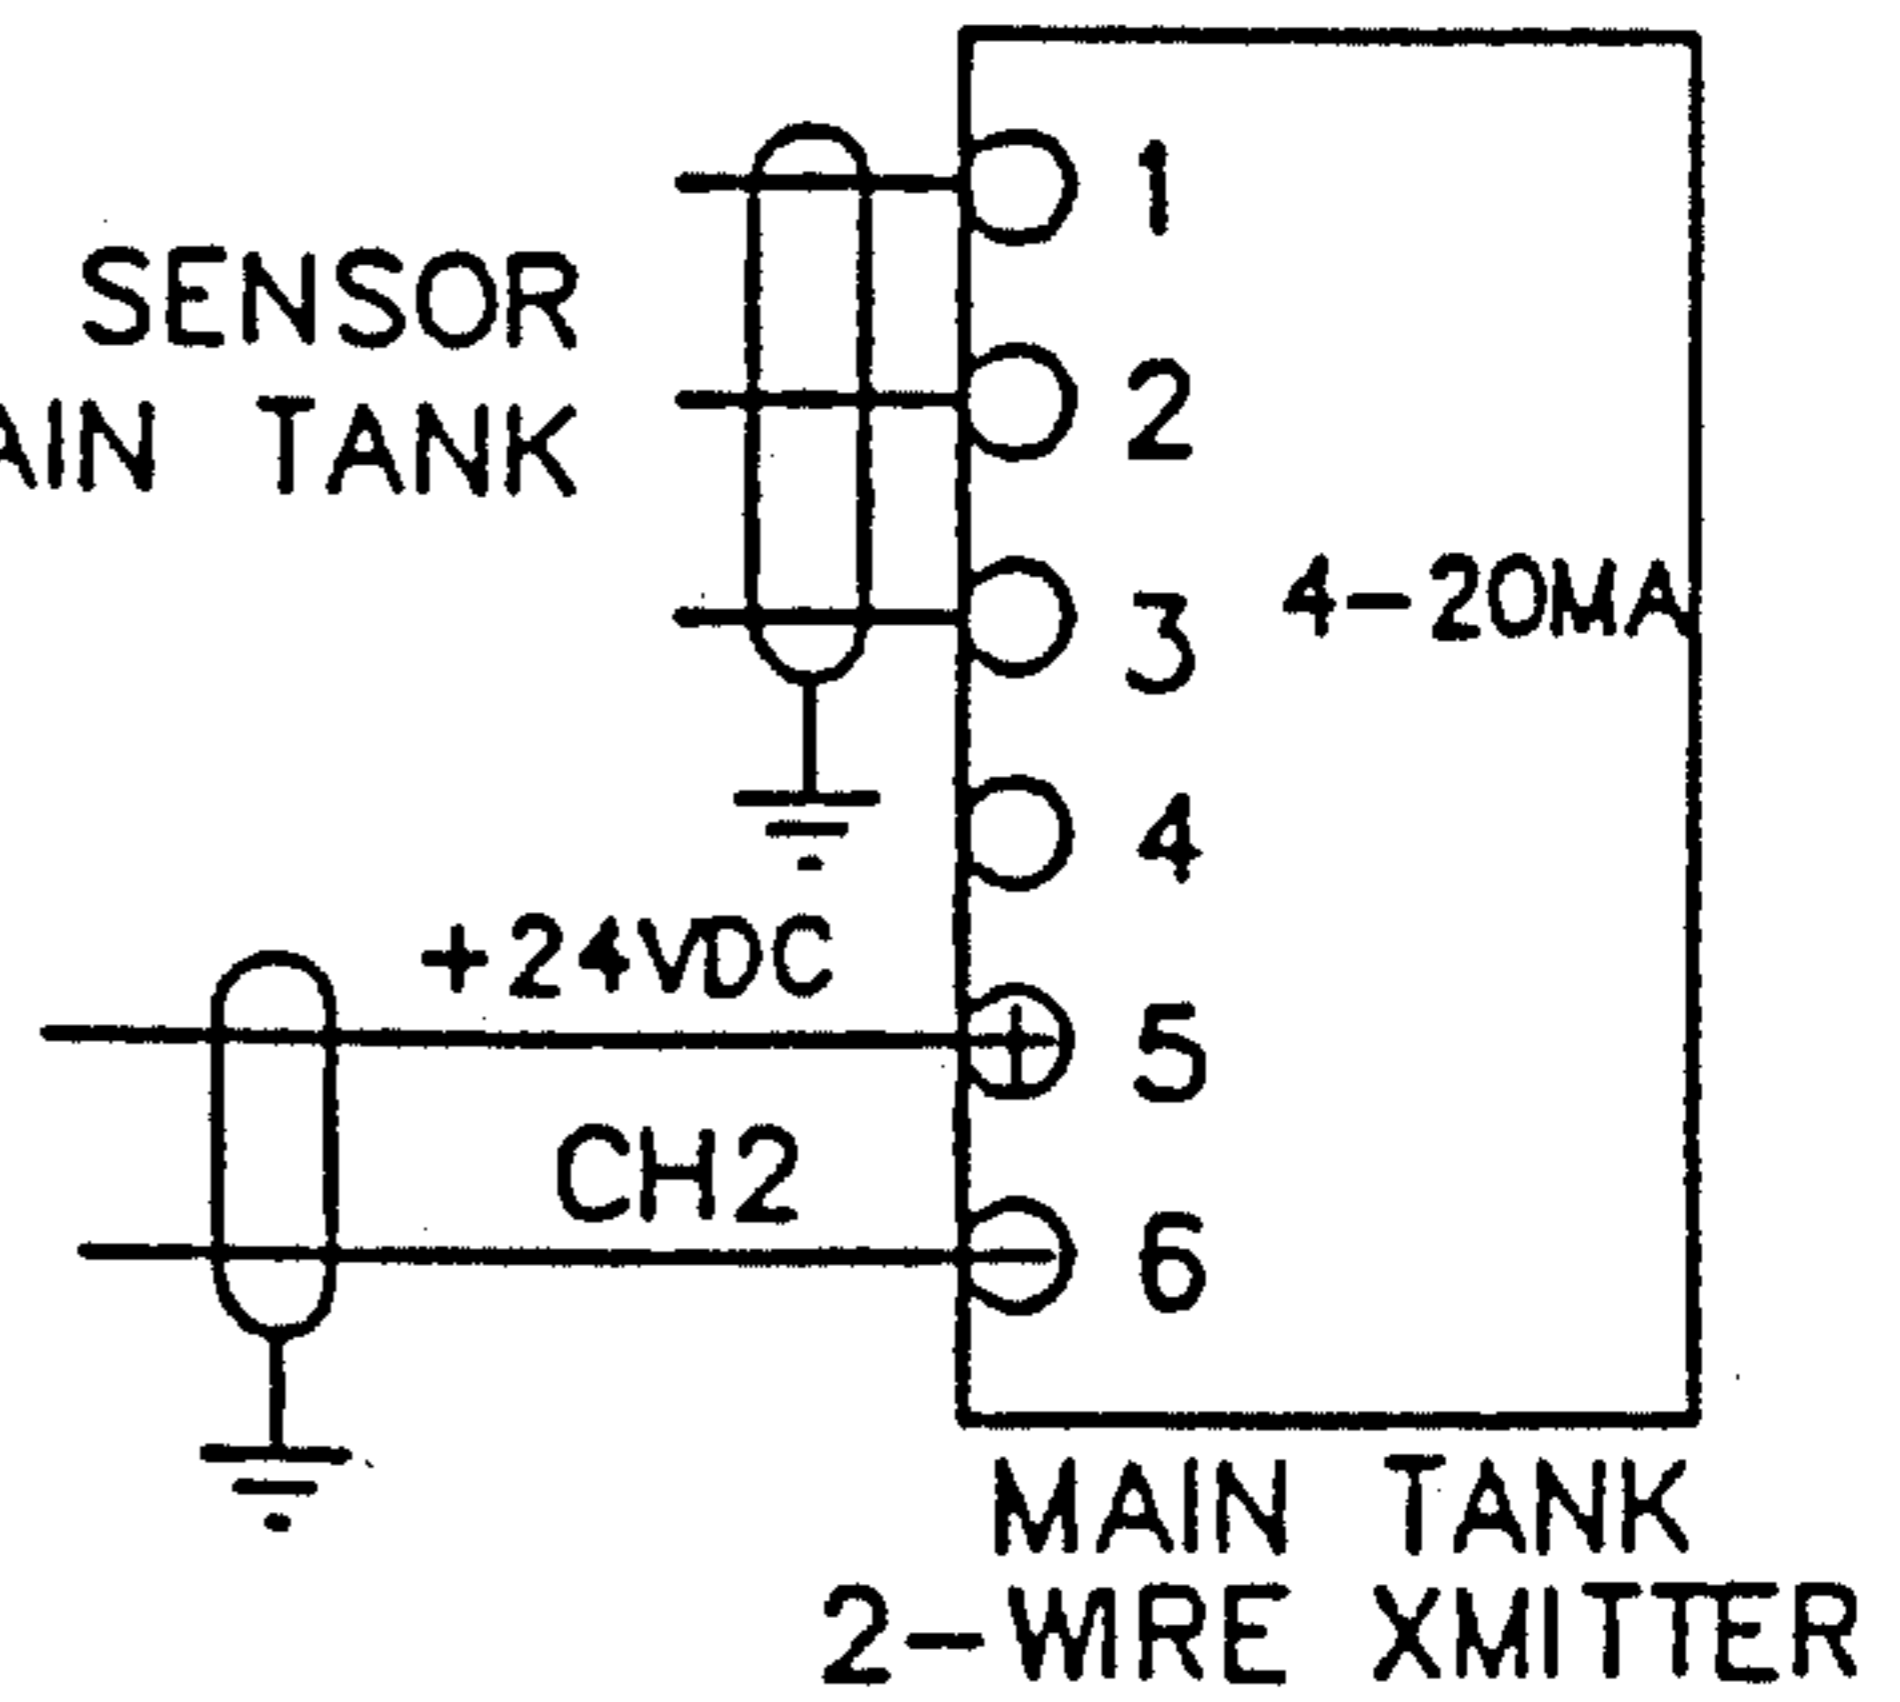 1
SENSOR
2
AIN TANK
3
4-20MA
4
+24VDC
5
CH2
6
MAIN TANK
2-WIRE XMITTER